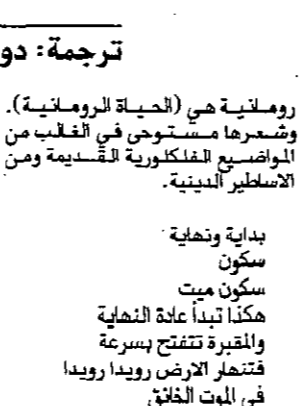 ترجمة: دو
رومانية هي (الحياة الرومانية).
وشعرها مستوحى في الغالب من
المواضيع الفلكلورية القديمة ومن
الاساطير الدينية.
بداية ونهاية
سكون
سكون ميت
هكذا تبدأ عادة النهاية
والمقبرة تتفتح بسرعة
فتنهار الارض رويدا رويدا
في الموت الخانق